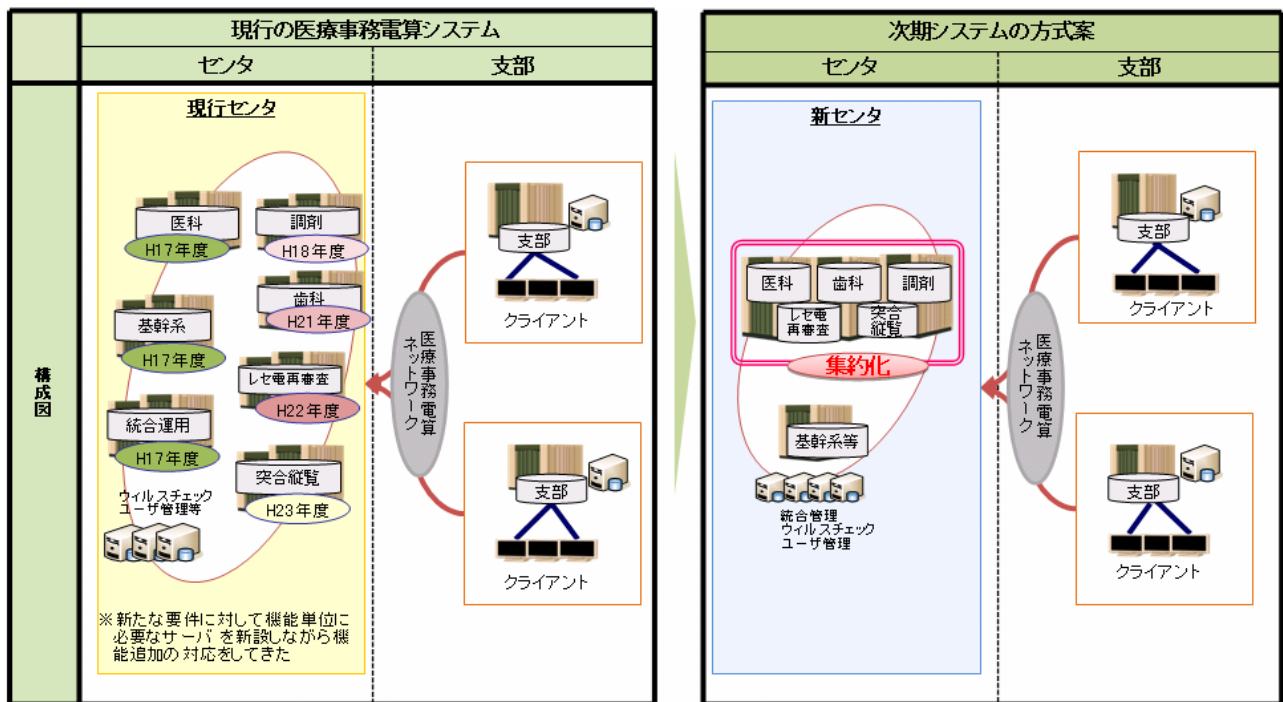 現行の医療事務電算システム
センタ
支部
構成図
現行センタ
医科
H17年度
調剤
H18年度
歯科
H21年度
基幹系
H17年度
レセ電再審査
H22年度
統合運用
H17年度
突合縦覧
H23年度
ウィルスチェック
ユーザ管理等
※新たな要件に対して機能単位に
必要なサーバを新設しながら機
能追加の対応をしてきた
医療事務電算
ネットワーク
支部
クライアント
支部
クライアント
次期システムの方式案
センタ
支部
新センタ
医科
歯科
調剤
レセ電
再審査
突合
縦覧
集約化
基幹系等
統合管理
ウィルスチェック
ユーザ管理
医療事務電算
ネットワーク
支部
クライアント
支部
クライアント